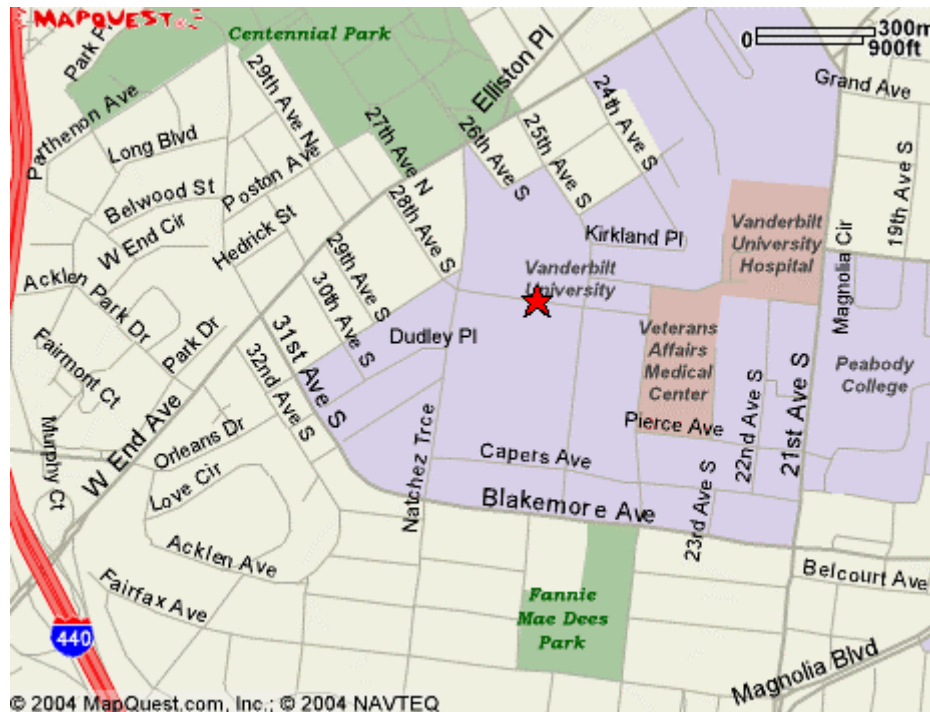 MAPQUEST
Centennial Park
0 300m
900ft
Park Pl
Elliston Pl
Grand Ave
29th Ave N
24th Ave S
Parthenon Ave
Long Blvd
27th Ave N
26th Ave S
25th Ave S
19th Ave S
Belwood St
Poston Ave
28th Ave S
W End Cir
Hedrick St
Kirkland Pl
Vanderbilt
University
Hospital
Magnolia Cir
29th Ave S
30th Ave S
Vanderbilt
University
Acklen Park Dr
Park Dr
Dudley Pl
Veterans
Affairs
Medical
Center
Peabody
College
Fairmont Ct
31st Ave S
32nd Ave S
W End Ave
Murphy Ct
Orleans Dr
Pierce Ave
22nd Ave S
21st Ave S
Love Cir
Natchez Trce
Capers Ave
Blakemore Ave
23rd Ave S
Acklen Ave
Belcourt Ave
Fairfax Ave
Fannie
Mae Dees
Park
440
Magnolia Blvd
© 2004 MapQuest.com, Inc.; © 2004 NAVTEQ